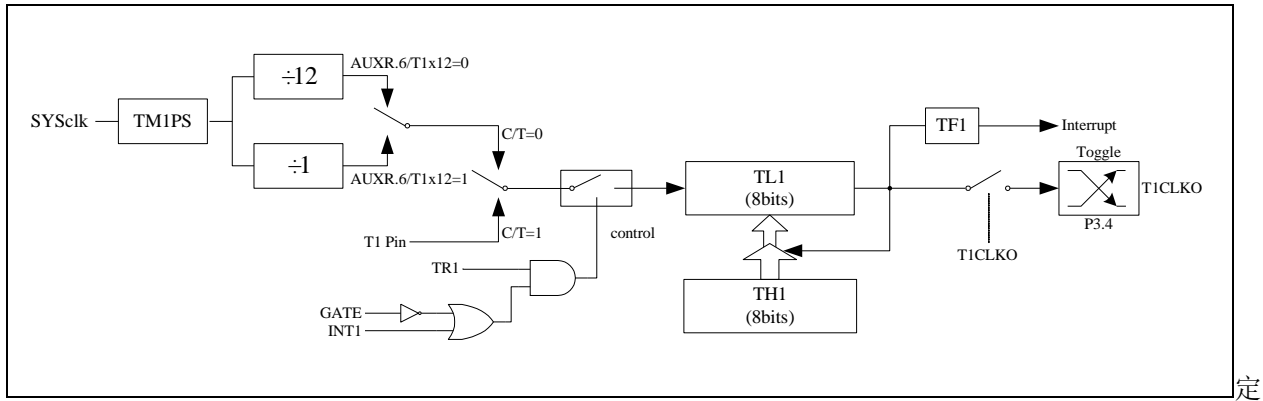 AUXR.6/T1x12=0
÷12
SYSclk
TM1PS
C/T=0
TF1
Interrupt
÷1
Toggle
AUXR.6/T1x12=1
TL1
(8bits)
T1CLKO
T1 Pin
C/T=1
control
P3.4
T1CLKO
TR1
TH1
(8bits)
GATE
INT1
定